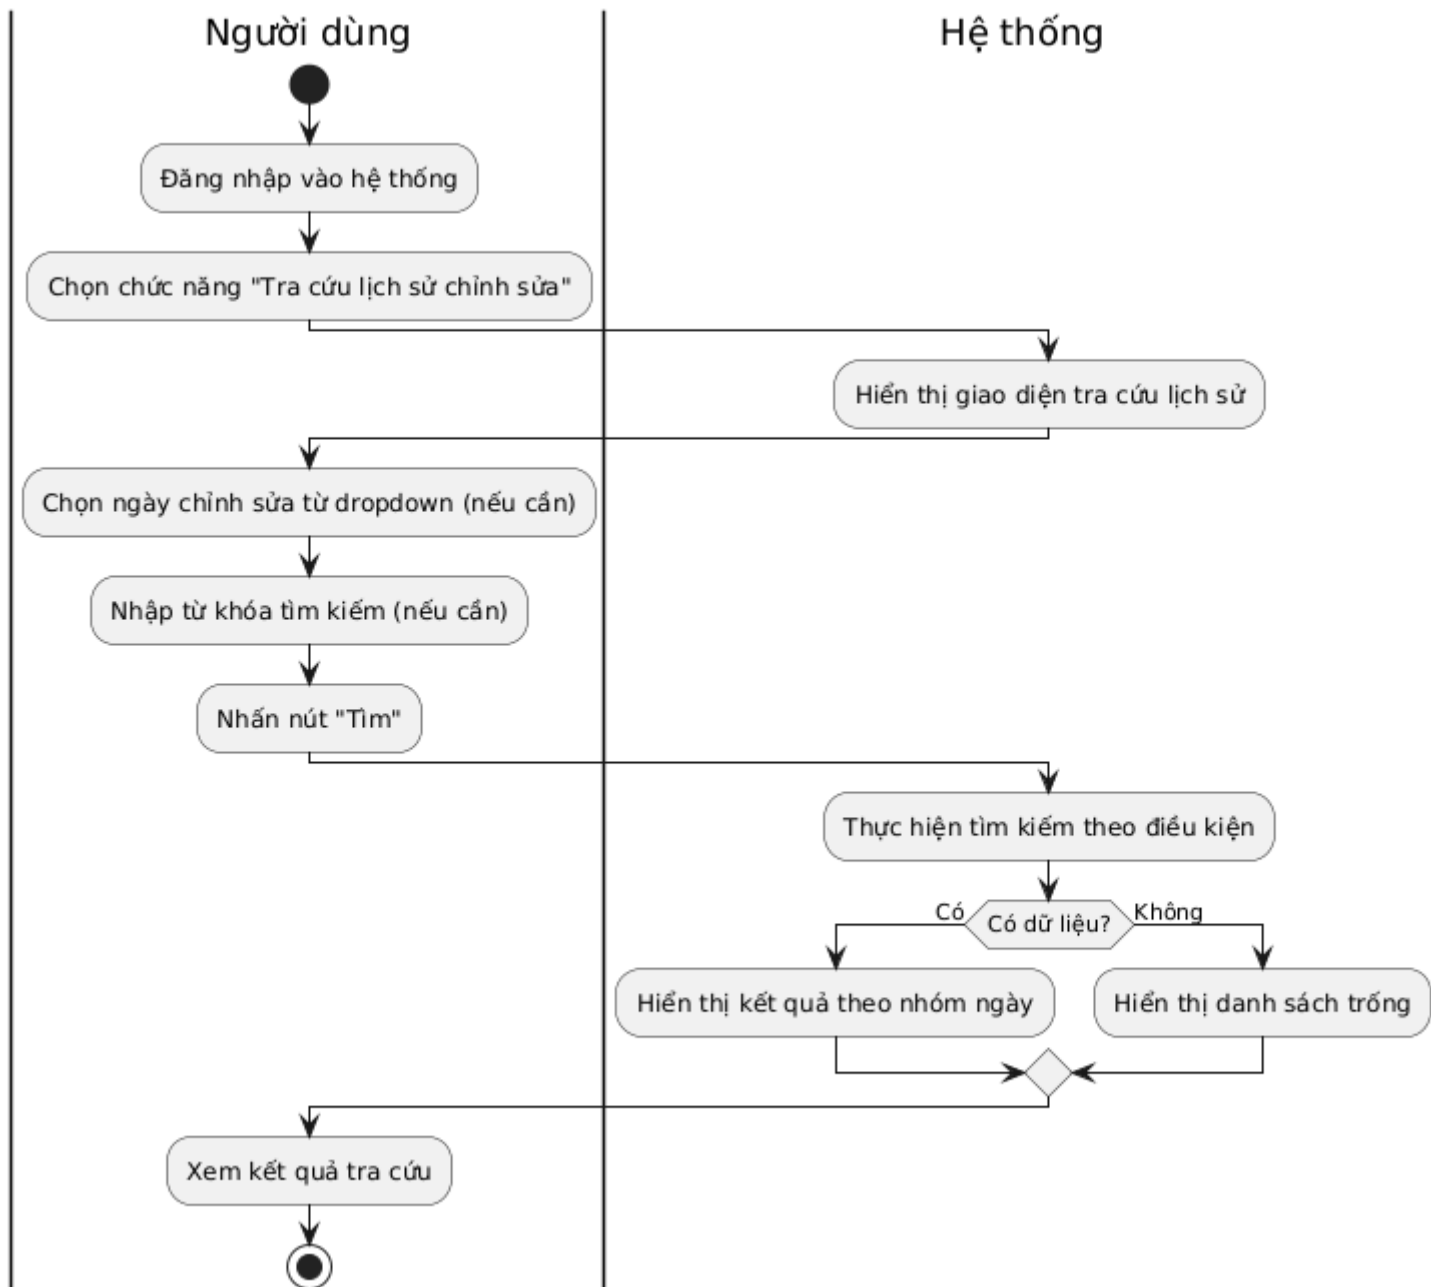 Người dùng
Hệ thống
Đăng nhập vào hệ thống
Chọn chức năng "Tra cứu lịch sử chỉnh sửa"
Hiển thị giao diện tra cứu lịch sử
Chọn ngày chỉnh sửa từ dropdown (nếu cần)
Nhập từ khóa tìm kiếm (nếu cần)
Nhấn nút "Tìm"
Thực hiện tìm kiếm theo điều kiện
Có
Có dữ liệu?
Không
Hiển thị kết quả theo nhóm ngày
Hiển thị danh sách trống
Xem kết quả tra cứu